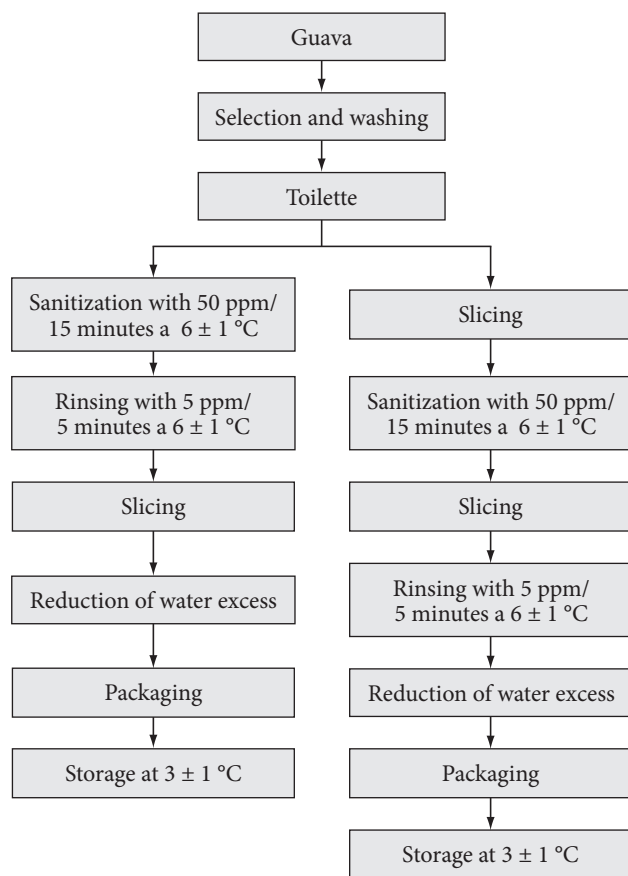 Guava
Selection and washing
Toilette
Sanitization with 50 ppm/
15 minutes a 6 ± 1 °C
Rinsing with 5 ppm/
5 minutes a 6 ± 1 °C
Slicing
Reduction of water excess
Packaging
Storage at 3 ± 1 °C
Slicing
Sanitization with 50 ppm/
15 minutes a 6 ± 1 °C
Slicing
Rinsing with 5 ppm/
5 minutes a 6 ± 1 °C
Reduction of water excess
Packaging
Storage at 3 ± 1 °C